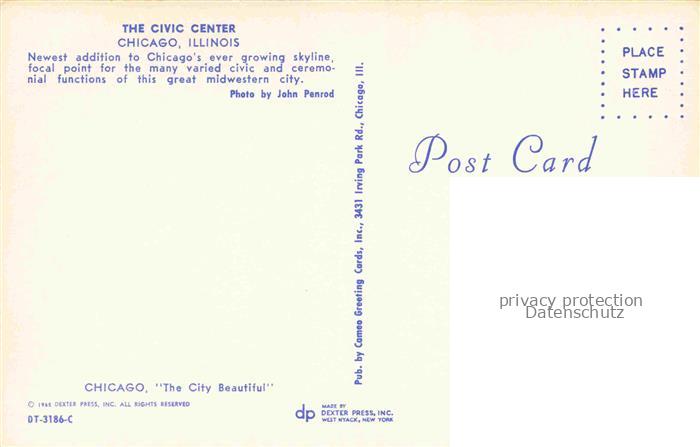 THE CIVIC CENTER
CHICAGO, ILLINOIS
Newest addition to Chicago's ever growing skyline,
focal point for the many varied civic and ceremo-
nial functions of this great midwestern city.
Photo by John Penrod
Pub. by Cameo Greeting Cards, Inc., 3431 Irving Park Rd., Chicago, Ill.
PLACE
STAMP
HERE
Post Card
privacy protection
Datenschutz
CHICAGO, "The City Beautiful"
© DEXTER PRESS, INC. ALL RIGHTS RESERVED
DT-3186-C
dp
MADE BY
DEXTER PRESS, INC.
WEST NYACK, NEW YORK